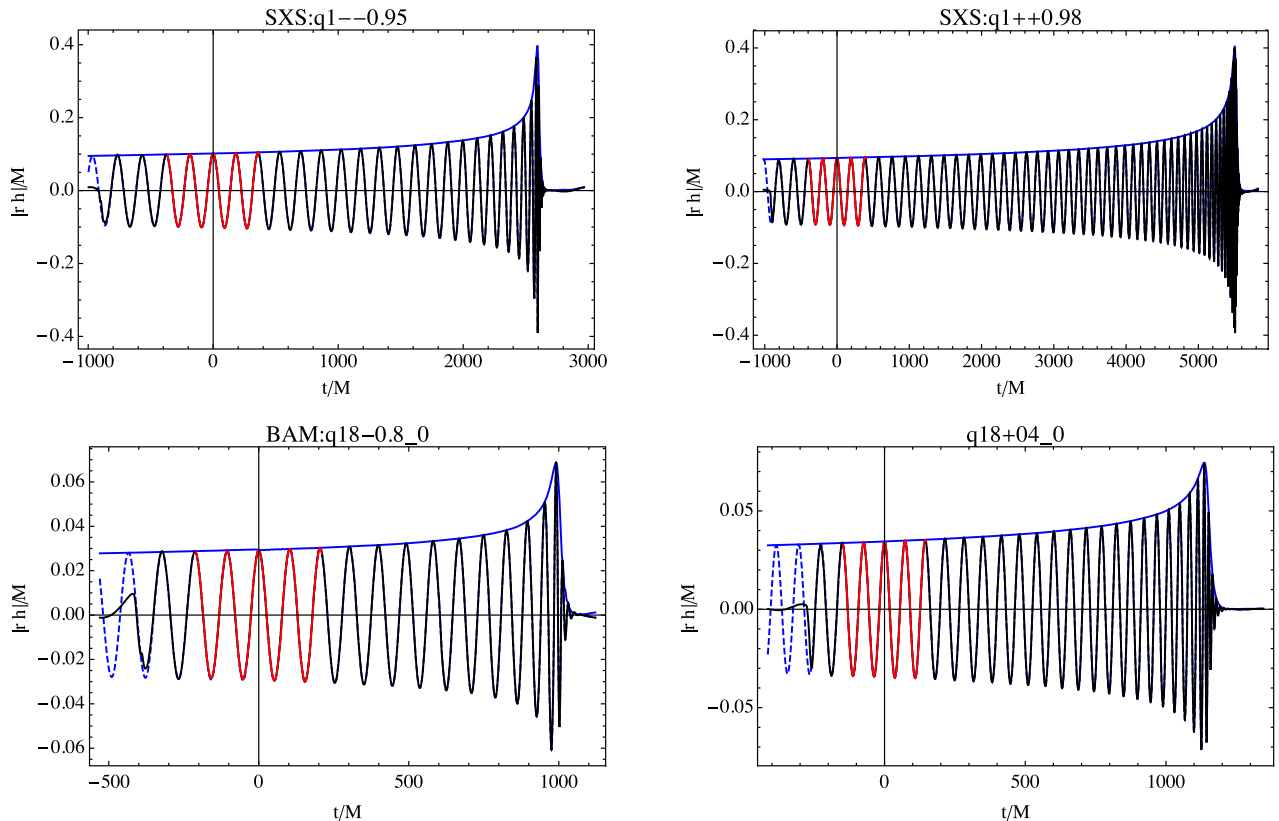 SXS:q1−−0.95
0.4
0.2
0.0
−0.2
−0.4
|r h|/M
−1000 0 1000 2000 3000
t/M
SXS:q1++0.98
0.4
0.2
0.0
−0.2
−0.4
|r h|/M
−1000 0 1000 2000 3000 4000 5000
t/M
BAM:q18−0.8_0
0.06
0.04
0.02
0.00
−0.02
−0.04
−0.06
|r h|/M
−500 0 500 1000
t/M
q18+04_0
0.05
0.00
−0.05
|r h|/M
0 500 1000
t/M